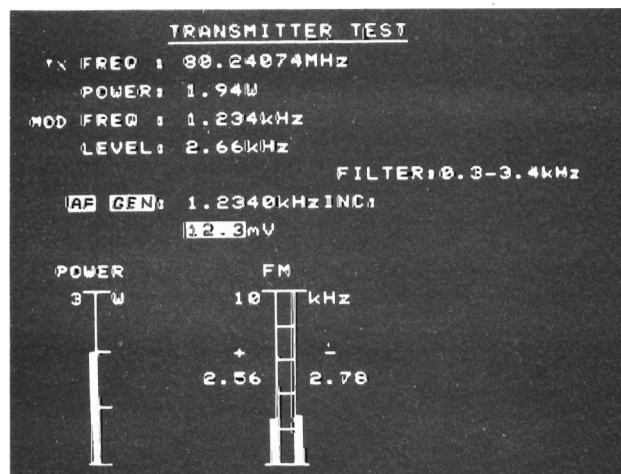 TRANSMITTER TEST
TX FREQ : 80.24074MHz
POWER: 1.94W
MOD FREQ : 1.234kHz
LEVEL: 2.66kHz
FILTER:0.3-3.4kHz
AF GEN: 1.2340kHzINC:
12.3mV
POWER FM
3 W 10 kHz
+ -
2.56 2.78